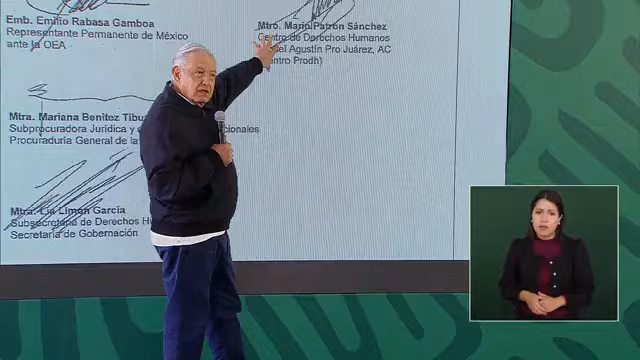 Emb. Emilio Rabasa Gamboa
Representante Permanente de México
ante la OEA
Mtro. Mario Patrón Sánchez
Centro de Derechos Humanos
Agustín Pro Juárez, AC
Prodh)
Mtra. Mariana Benítez
Subprocuradora Jurídica y
Procuraduría General de la
Mtra. Lía Limón García
Subsecretaría de Derechos
Secretaría de Gobernación